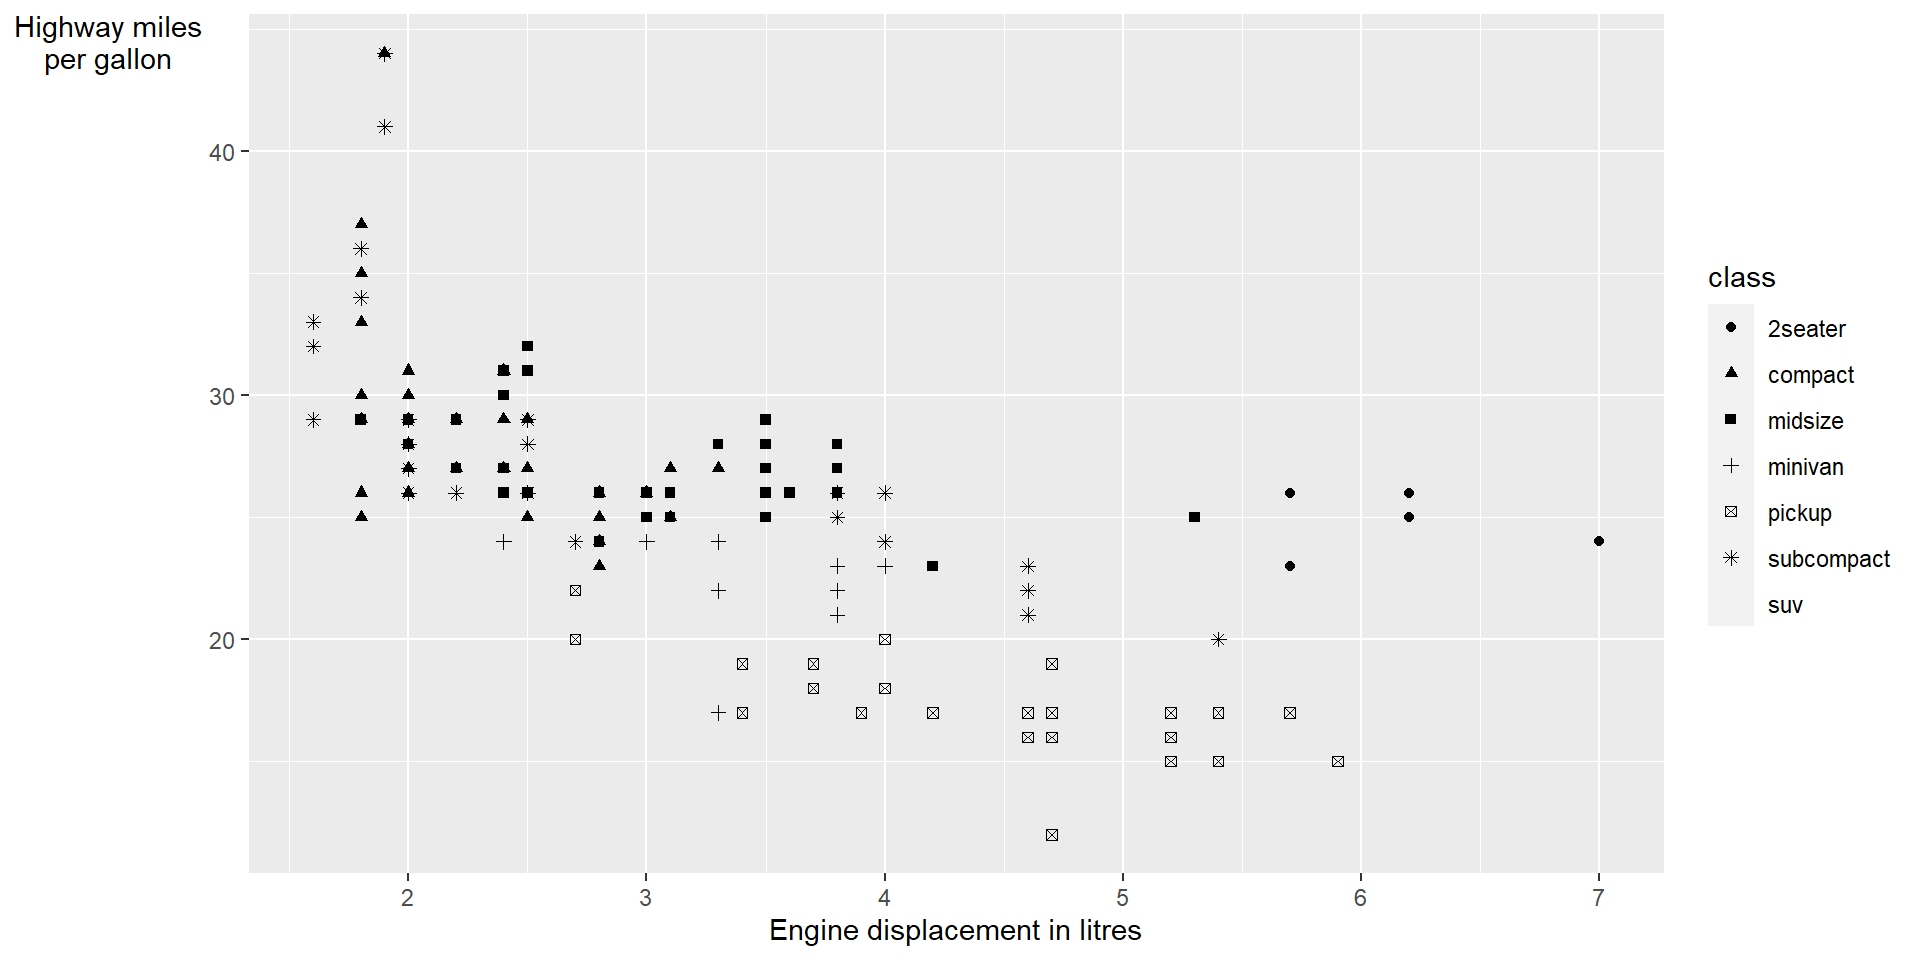 Highway miles
per gallon
40
30
20
2 3 4 5 6 7
Engine displacement in litres
class
2seater
compact
midsize
minivan
pickup
subcompact
suv